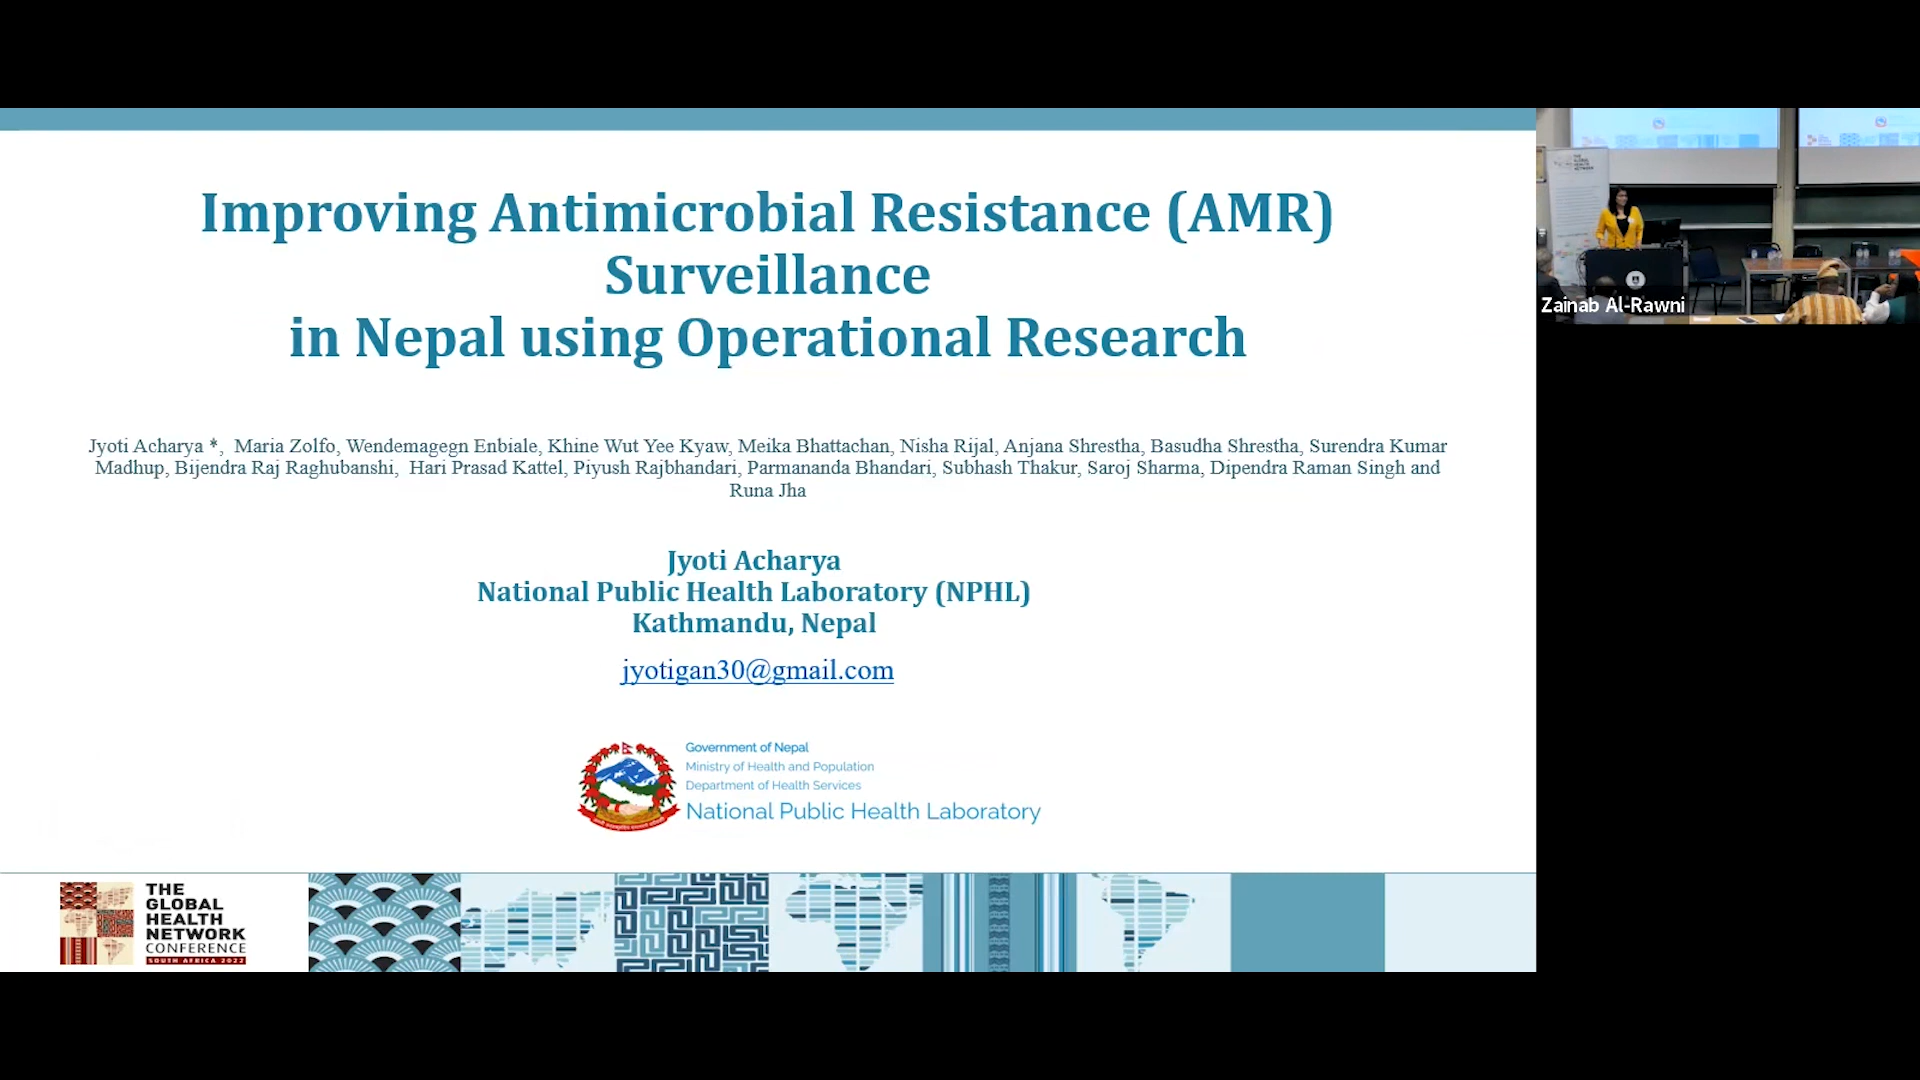 Improving Antimicrobial Resistance (AMR)
Surveillance
in Nepal using Operational Research
Jyoti Acharya *, Maria Zolfo, Wendemagegn Enbiale, Khine Wut Yee Kyaw, Meika Bhattachan, Nisha Rijal, Anjana Shrestha, Basudha Shrestha, Surendra Kumar
Madhup, Bijendra Raj Raghubanshi, Hari Prasad Kattel, Piyush Rajbhandari, Parmananda Bhandari, Subhash Thakur, Saroj Sharma, Dipendra Raman Singh and
Runa Jha
Jyoti Acharya
National Public Health Laboratory (NPHL)
Kathmandu, Nepal
jyotigan30@gmail.com
Government of Nepal
Ministry of Health and Population
Department of Health Services
National Public Health Laboratory
THE
GLOBAL
HEALTH
NETWORK
CONFERENCE
SOUTH AFRICA 2022
THE
GLOBAL
HEALTH
NETWORK
Zainab Al-Rawni